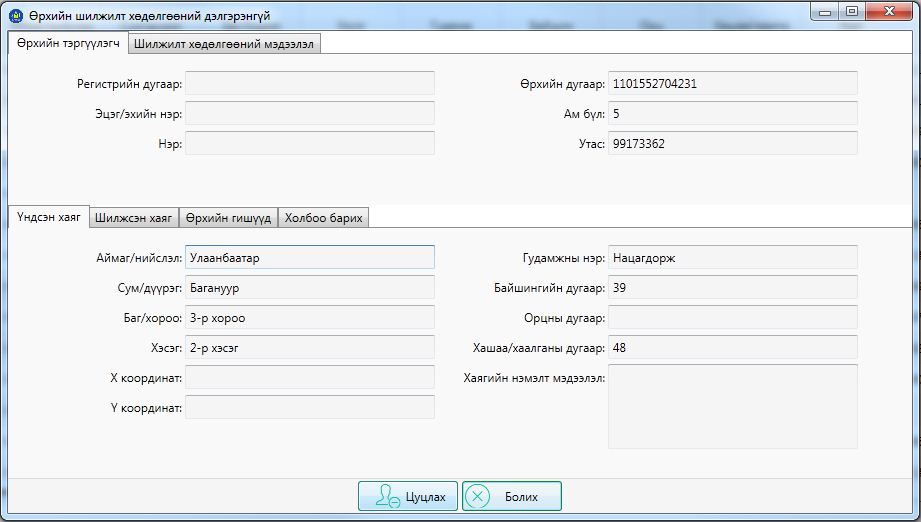 Өрхийн шилжилт хөдөлгөөний дэлгэрэнгүй
Өрхийн тэргүүлэгч Шилжилт хөдөлгөөний мэдээлэл
Регистрийн дугаар: Өрхийн дугаар: 1101552704231
Эцэг/эхийн нэр: Ам бүл: 5
Нэр: Утас: 99173362
Үндсэн хаяг Шилжсэн хаяг Өрхийн гишүүд Холбоо барих
Аймаг/нийслэл: Улаанбаатар Гудамжны нэр: Нацагдорж
Сум/дүүрэг: Багануур Байшингийн дугаар: 39
Баг/хороо: 3-р хороо Орцны дугаар:
Хэсэг: 2-р хэсэг Хашаа/хаалганы дугаар: 48
X координат: Хаягийн нэмэлт мэдээлэл:
Y координат:
Цуцлах Болих